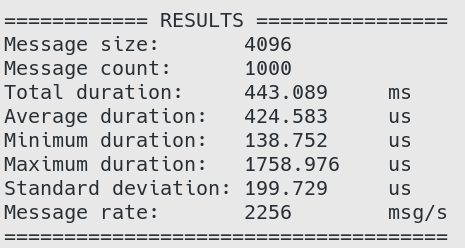 ============ RESULTS ================
Message size:       4096
Message count:      1000
Total duration:     443.089     ms
Average duration:   424.583     us
Minimum duration:   138.752     us
Maximum duration:   1758.976    us
Standard deviation: 199.729     us
Message rate:       2256        msg/s
=====================================